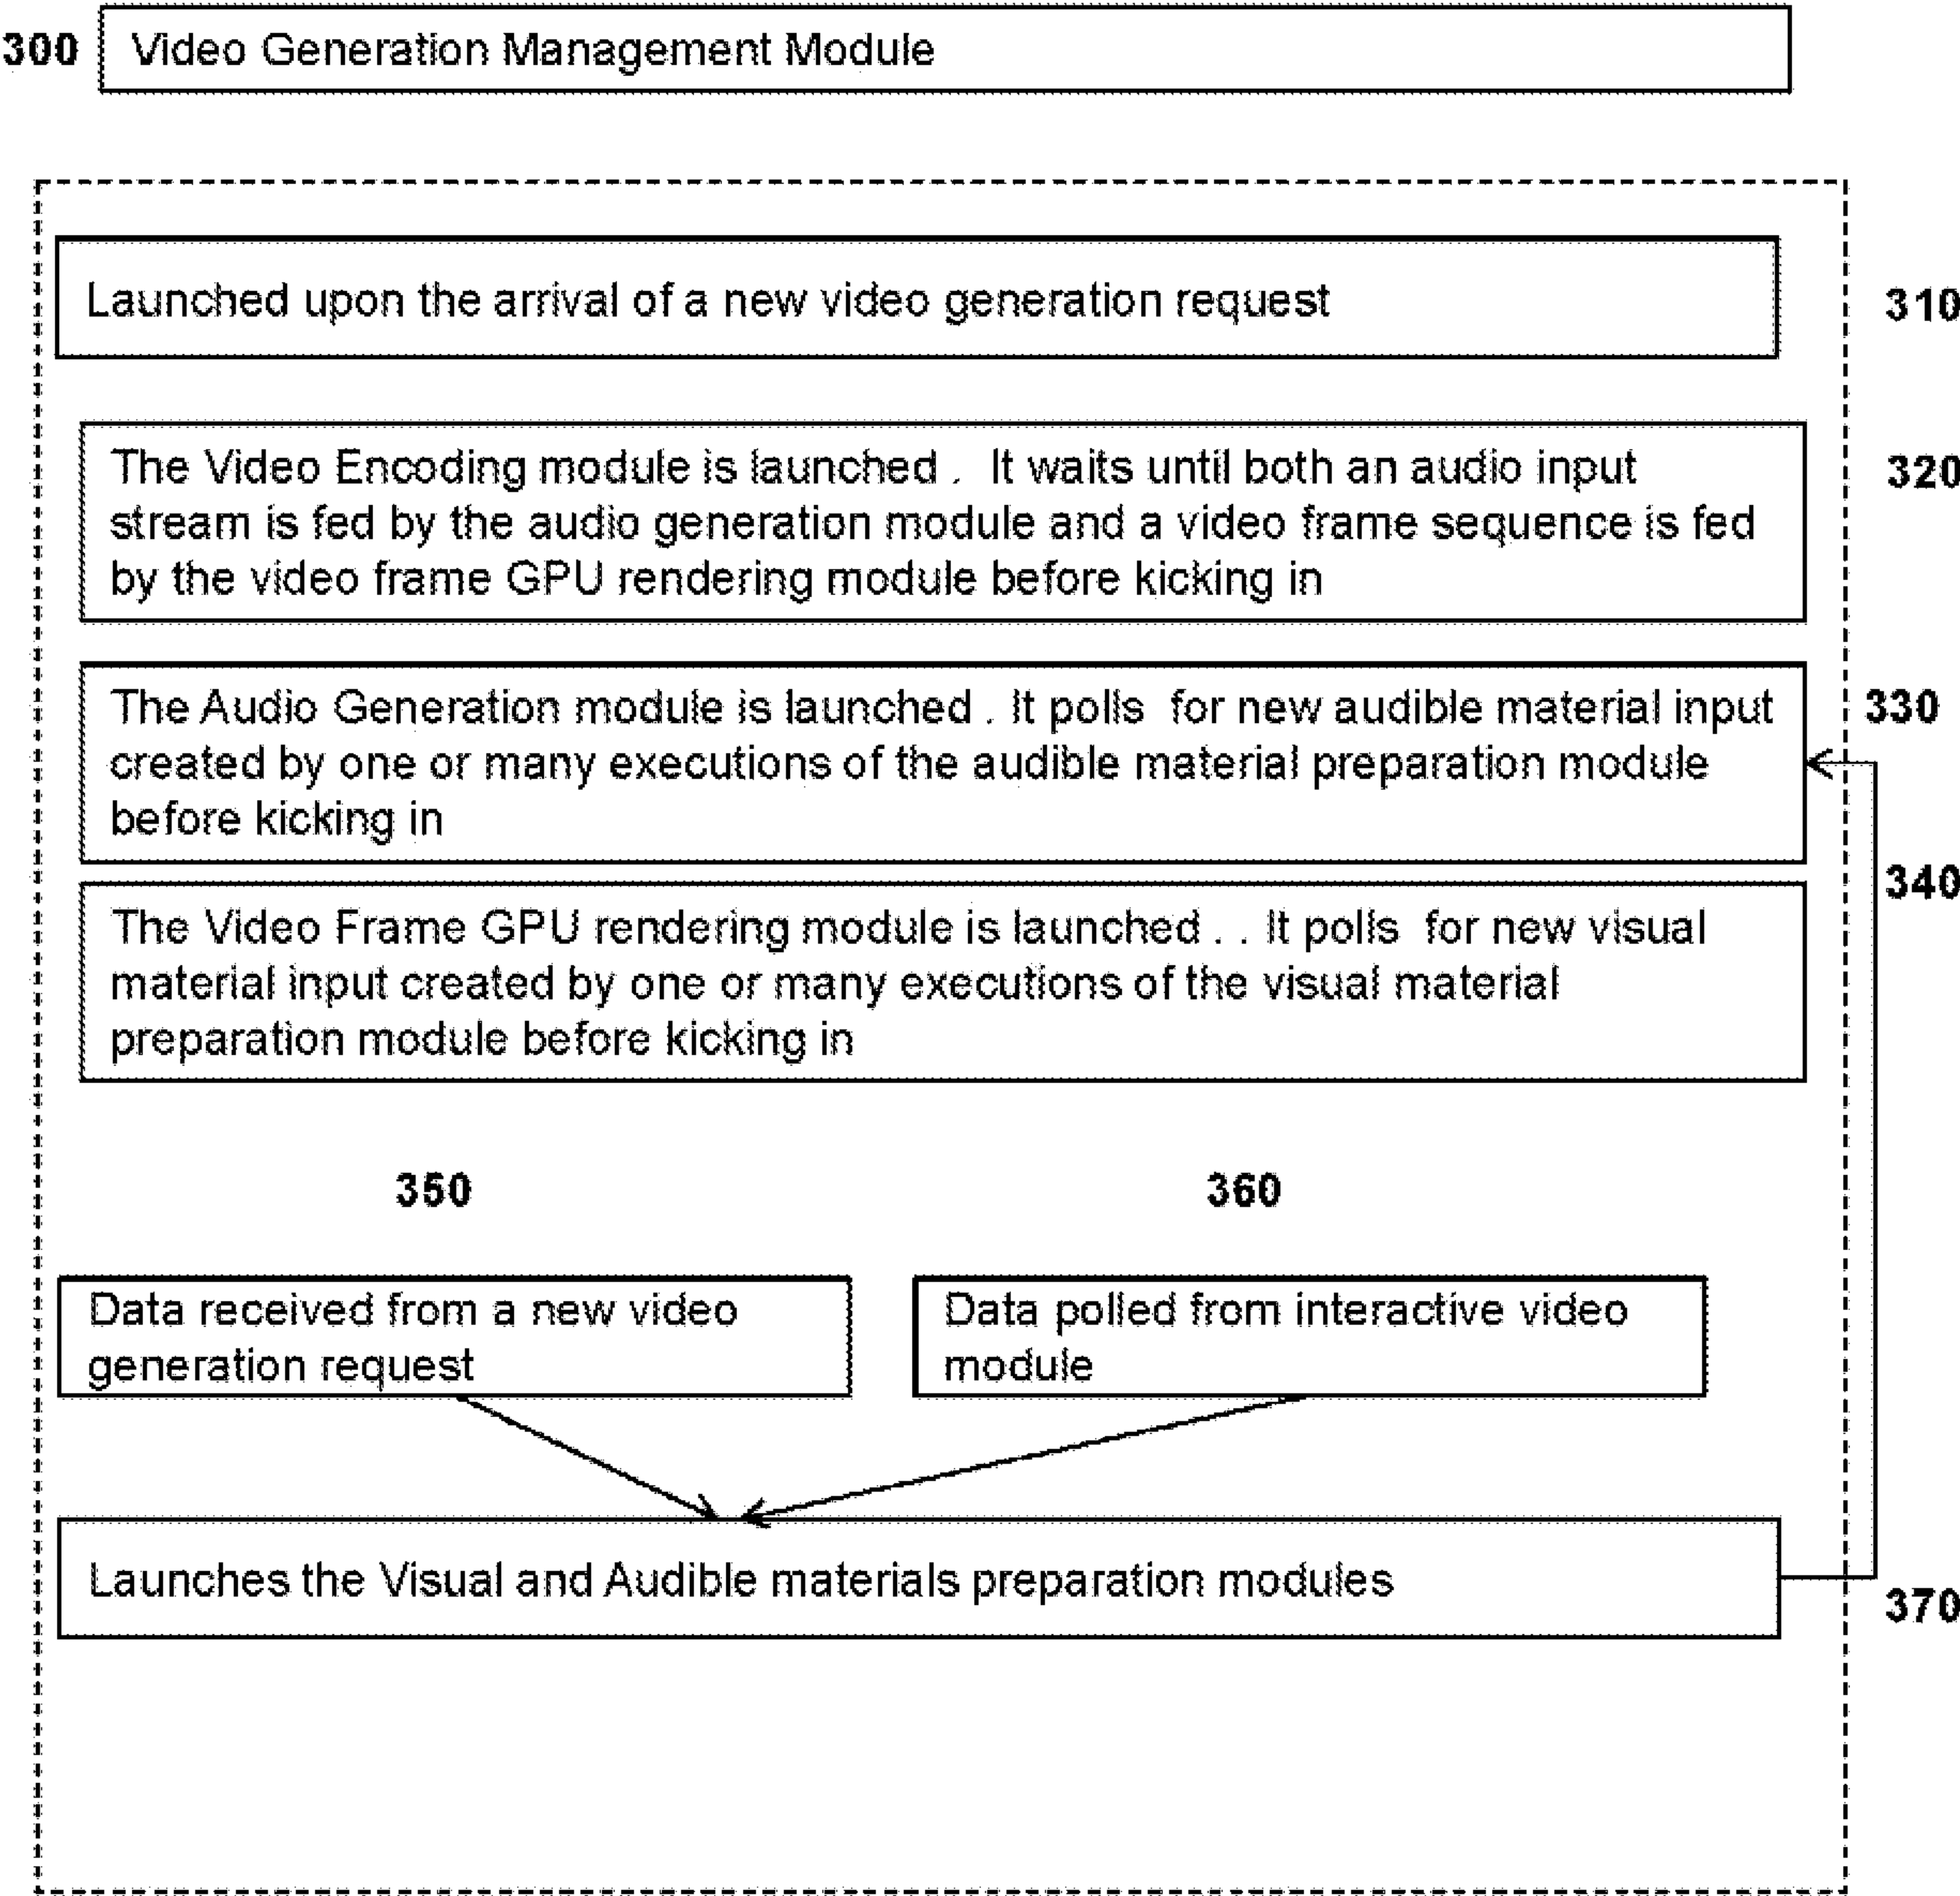 300 Video Generation Management Module
Launched upon the arrival of a new video generation request
310
The Video Encoding module is launched . It waits until both an audio input
stream is fed by the audio generation module and a video frame sequence is fed
by the video frame GPU rendering module before kicking in
320
The Audio Generation module is launched . It polls for new audible material input
created by one or many executions of the audible material preparation module
before kicking in
330
The Video Frame GPU rendering module is launched . . It polls for new visual
material input created by one or many executions of the visual material
preparation module before kicking in
340
350
360
Data received from a new video
generation request
Data polled from interactive video
module
Launches the Visual and Audible materials preparation modules
370